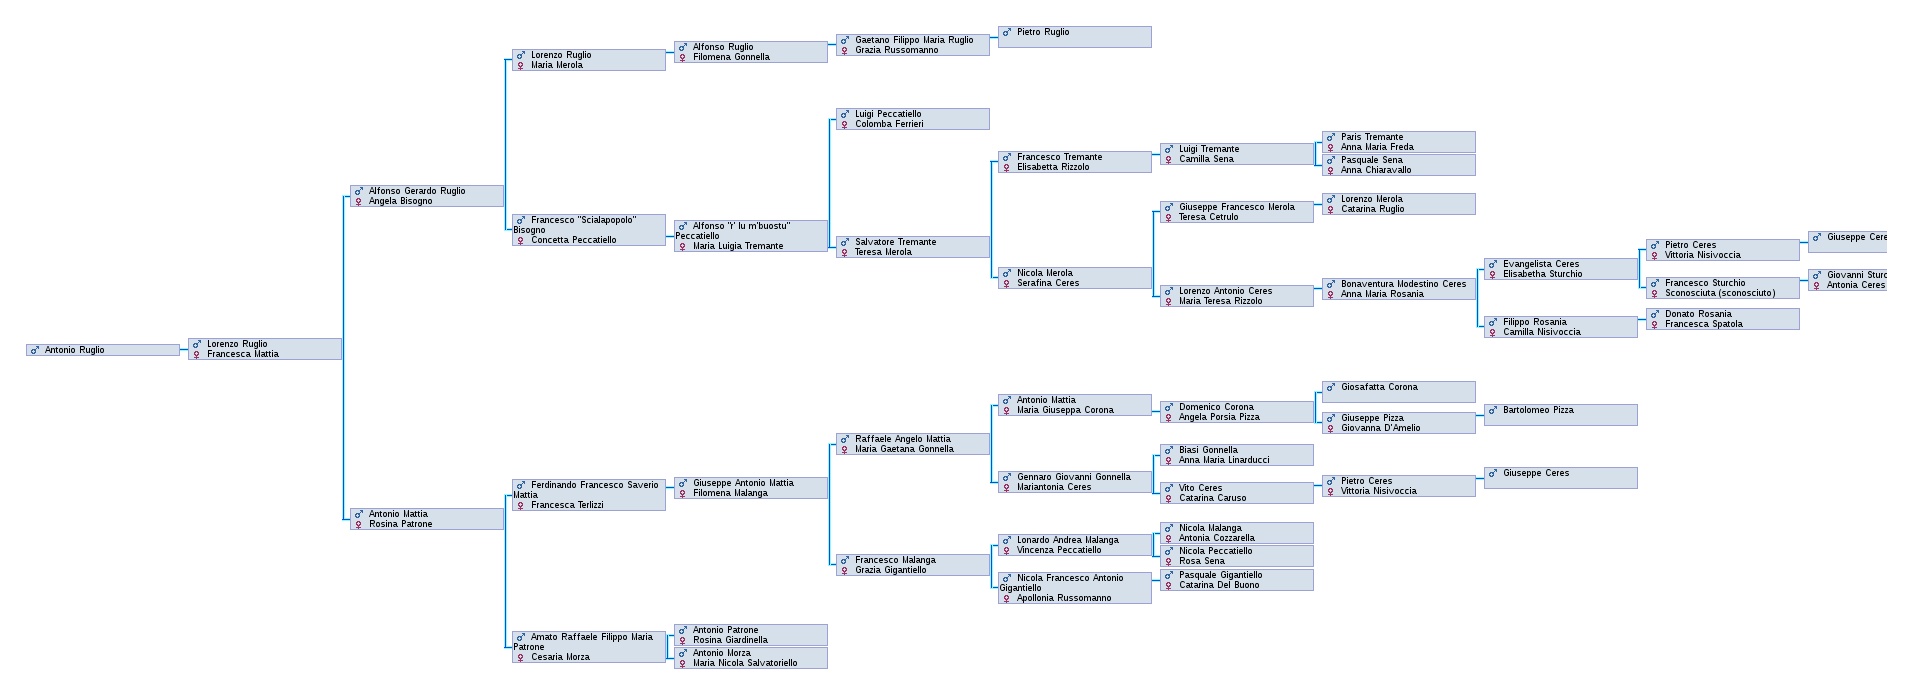 Antonio Ruglio
Lorenzo Ruglio
Francesca Mattia
Alfonso Gerardo Ruglio
Angela Bisogno
Antonio Mattia
Rosina Patrone
Lorenzo Ruglio
Maria Merola
Francesco "Scialapopolo"
Bisogno
Concetta Peccatiello
Ferdinando Francesco Saverio
Mattia
Francesca Terlizzi
Amato Raffaele Filippo Maria
Patrone
Cesaria Morza
Alfonso Ruglio
Filomena Gonnella
Alfonso "r' lu m'buostu"
Peccatiello
Maria Luigia Tremante
Giuseppe Antonio Mattia
Filomena Malanga
Antonio Patrone
Rosina Giardinella
Antonio Morza
Maria Nicola Salvatoriello
Gaetano Filippo Maria Ruglio
Grazia Russomanno
Luigi Peccatiello
Colomba Ferrieri
Salvatore Tremante
Teresa Merola
Raffaele Angelo Mattia
Maria Gaetana Gonnella
Francesco Malanga
Grazia Gigantiello
Pietro Ruglio
Francesco Tremante
Elisabetta Rizzolo
Nicola Merola
Serafina Ceres
Antonio Mattia
Maria Giuseppa Corona
Gennaro Giovanni Gonnella
Mariantonia Ceres
Lonardo Andrea Malanga
Vincenza Peccatiello
Nicola Francesco Antonio
Gigantiello
Apollonia Russomanno
Luigi Tremante
Camilla Sena
Giuseppe Francesco Merola
Teresa Cetrulo
Lorenzo Antonio Ceres
Maria Teresa Rizzolo
Domenico Corona
Angela Porsia Pizza
Biasi Gonnella
Anna Maria Linarducci
Vito Ceres
Catarina Caruso
Nicola Malanga
Antonia Cozzarella
Nicola Peccatiello
Rosa Sena
Pasquale Gigantiello
Catarina Del Buono
Paris Tremante
Anna Maria Freda
Pasquale Sena
Anna Chiaravallo
Lorenzo Merola
Catarina Ruglio
Bonaventura Modestino Ceres
Anna Maria Rosania
Giosafatta Corona
Giuseppe Pizza
Giovanna D'Amelio
Pietro Ceres
Vittoria Nisivoccia
Evangelista Ceres
Elisabetha Sturchio
Filippo Rosania
Camilla Nisivoccia
Bartolomeo Pizza
Giuseppe Ceres
Pietro Ceres
Vittoria Nisivoccia
Francesco Sturchio
Sconosciuta (sconosciuto)
Donato Rosania
Francesca Spatola
Giuseppe Cere
Giovanni Sturc
Antonia Ceres